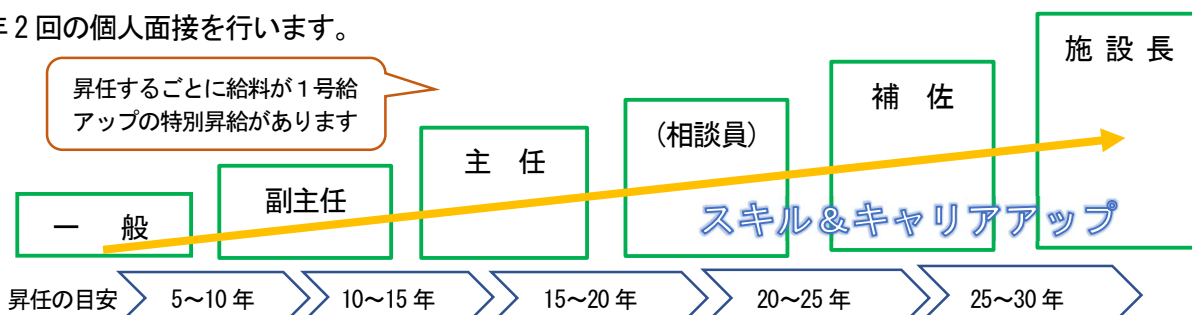 年２回の個人面接を行います。
昇任するごとに給料が１号給
アップの特別昇給があります
一　般
副主任
主　任
(相談員)
補　佐
施 設 長
スキル＆キャリアアップ
昇任の目安
5～10 年
10～15 年
15～20 年
20～25 年
25～30 年